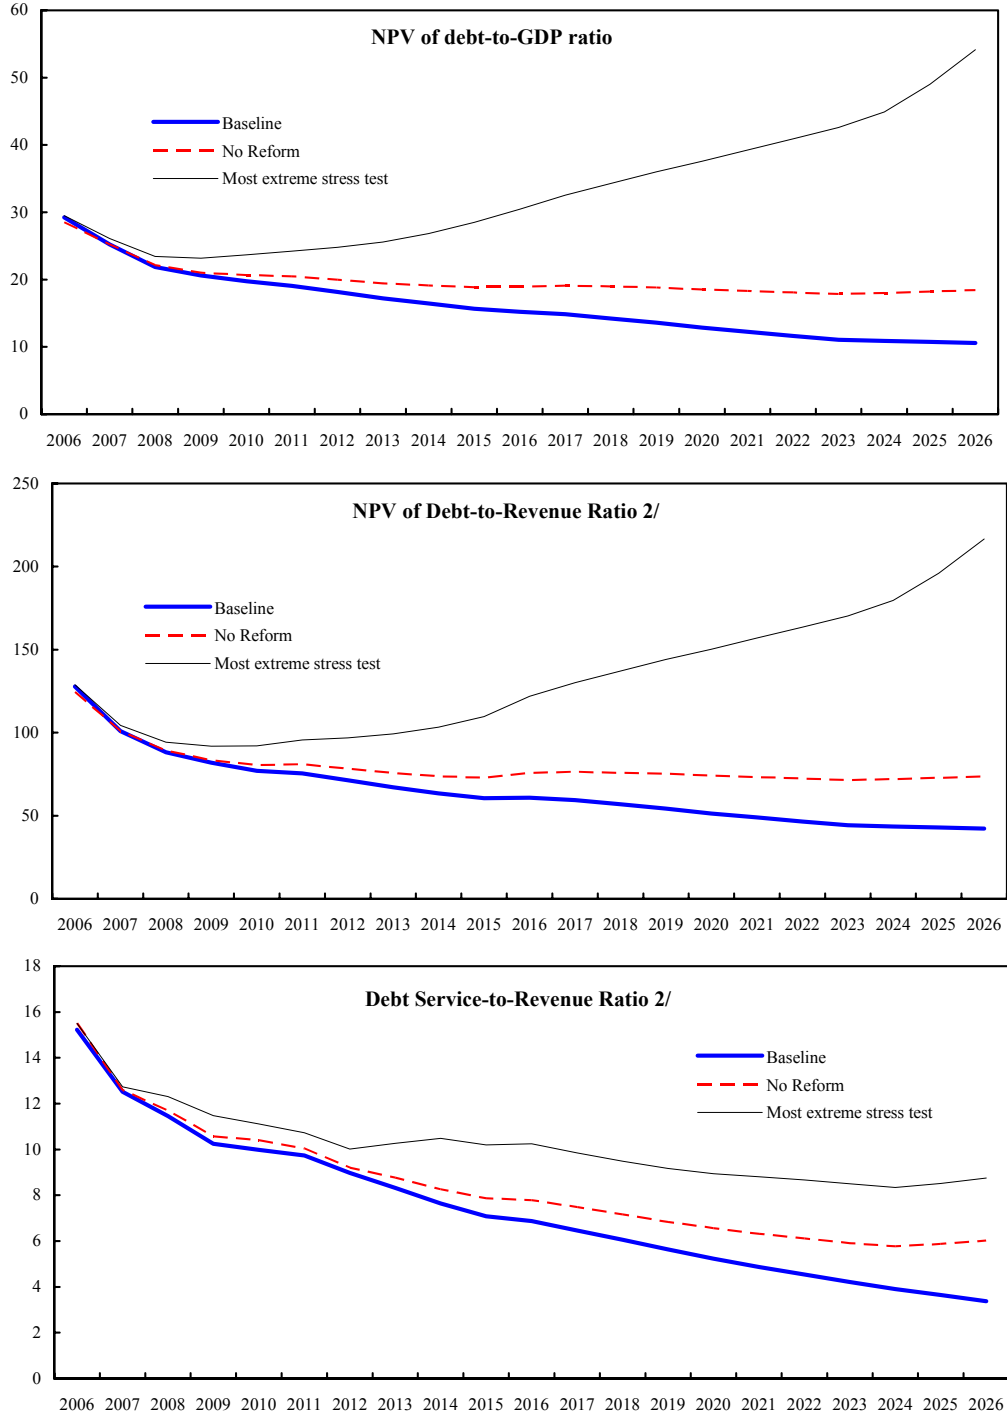 NPV of debt-to-GDP ratio
60
50
40
30
20
10
0
Baseline
No Reform
Most extreme stress test
2006 2007 2008 2009 2010 2011 2012 2013 2014 2015 2016 2017 2018 2019 2020 2021 2022 2023 2024 2025 2026
NPV of Debt-to-Revenue Ratio 2/
250
200
150
100
50
0
Baseline
No Reform
Most extreme stress test
2006 2007 2008 2009 2010 2011 2012 2013 2014 2015 2016 2017 2018 2019 2020 2021 2022 2023 2024 2025 2026
Debt Service-to-Revenue Ratio 2/
18
16
14
12
10
8
6
4
2
0
Baseline
No Reform
Most extreme stress test
2006 2007 2008 2009 2010 2011 2012 2013 2014 2015 2016 2017 2018 2019 2020 2021 2022 2023 2024 2025 2026